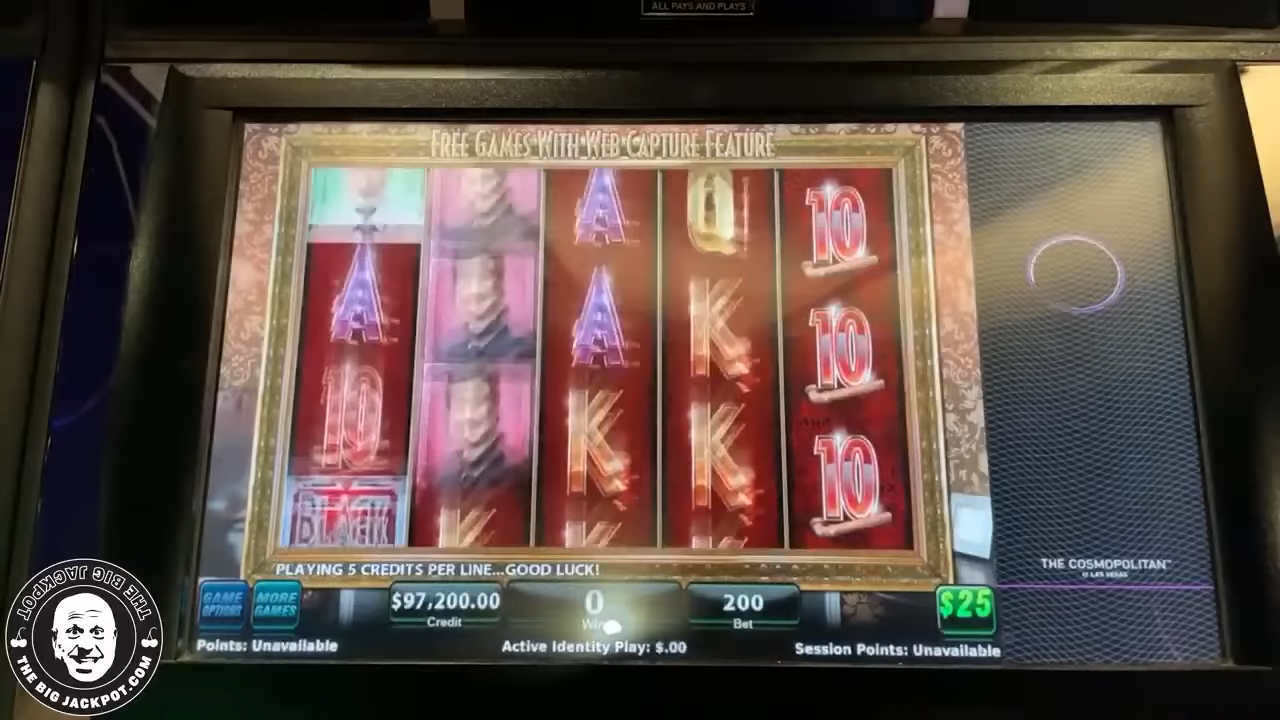 ALL PAYS AND PLAYS
FREE GAMES WITH WEB CAPTURE FEATURE
A Q 10
A A K 10
10 K K 10
BLACK
K K K
PLAYING 5 CREDITS PER LINE...GOOD LUCK!
GAME OPTIONS
MORE GAMES
$97,200.00
Credit
0
Win
200
Bet
$25
Points: Unavailable
Active Identity Play: $.00
Session Points: Unavailable
THE COSMOPOLITAN™
of LAS VEGAS
THE BIG JACKPOT
THE BIG JACKPOT.COM